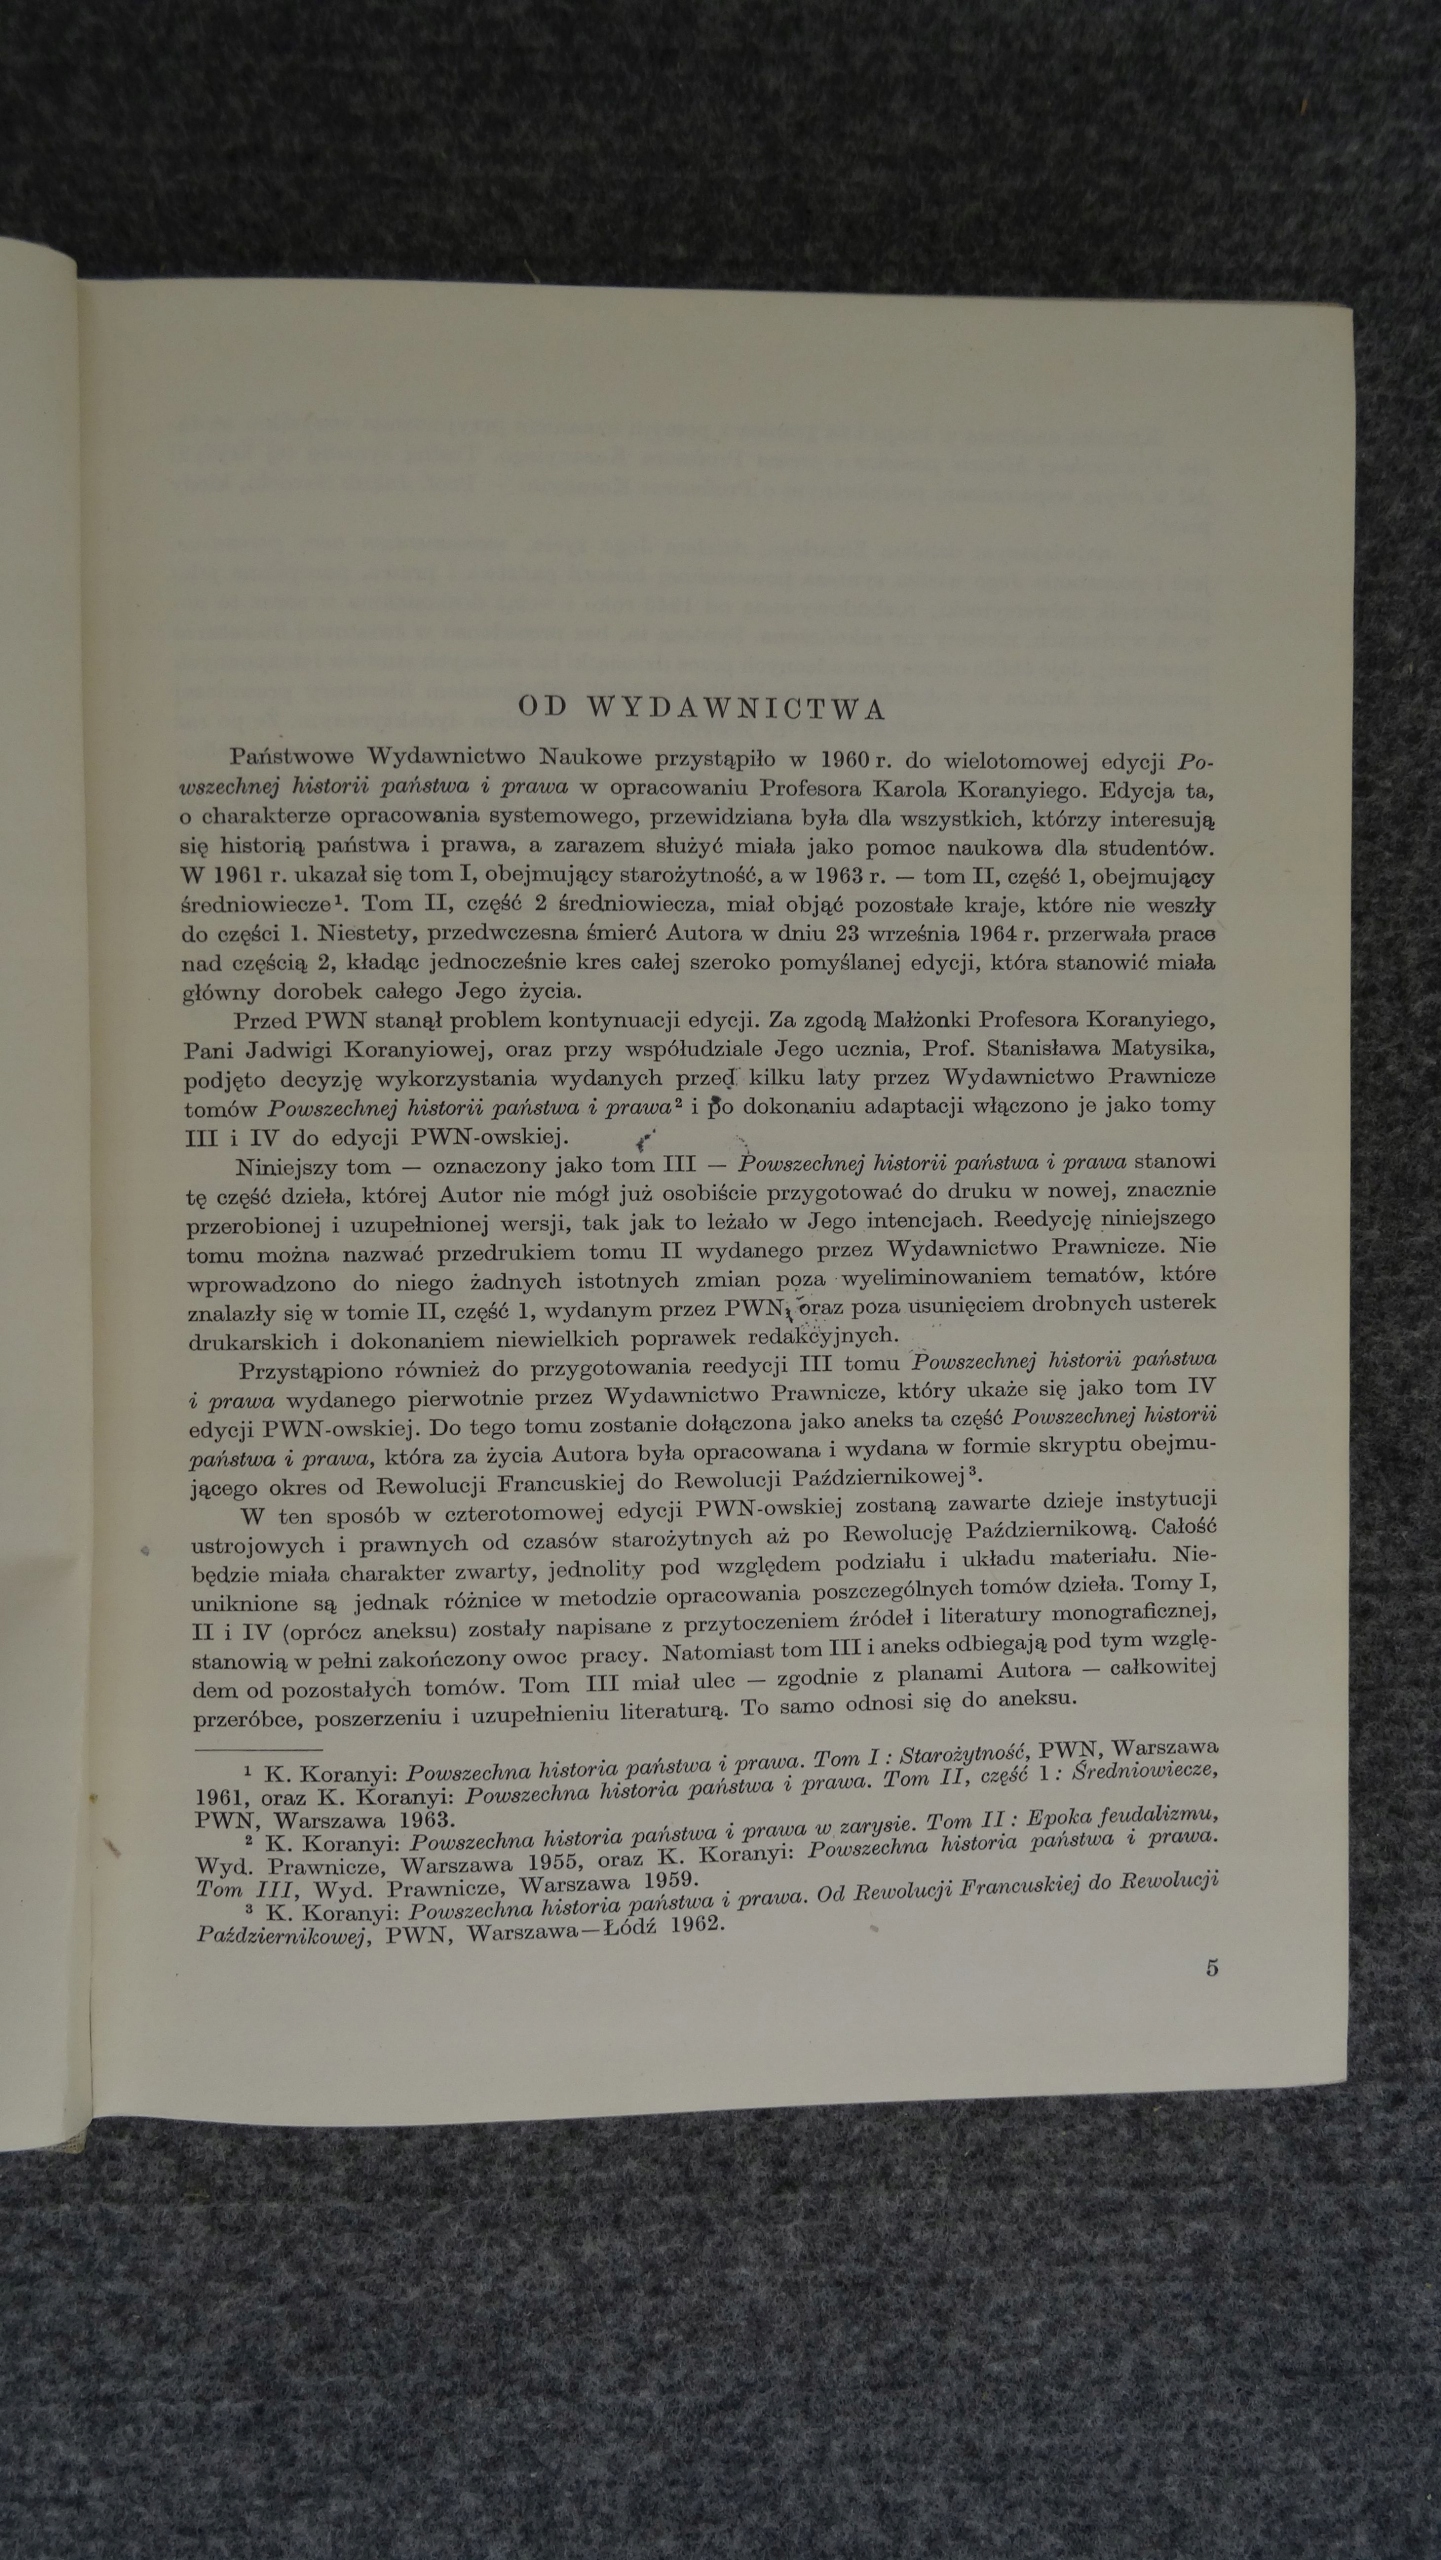 OD WYDAWNICTWA
Państwowe Wydawnictwo Naukowe przystąpiło w 1960 r. do wielotomowej edycji Po-
wszechnej historii państwa i prawa w opracowaniu Profesora Karola Koranyiego. Edycja ta,
o charakterze opracowania systemowego, przewidziana była dla wszystkich, którzy interesują
się historią państwa i prawa, a zarazem służyć miała jako pomoc naukowa dla studentów.
W 1961 r. ukazał się tom I, obejmujący starożytność, a w 1963 r. — tom II, część 1, obejmujący
średniowiecze¹. Tom II, część 2 średniowiecza, miał objąć pozostałe kraje, które nie weszły
do części 1. Niestety, przedwczesna śmierć Autora w dniu 23 września 1964 r. przerwała prace
nad częścią 2, kładąc jednocześnie kres całej szeroko pomyślanej edycji, która stanowić miała
główny dorobek całego Jego życia.
Przed PWN stanął problem kontynuacji edycji. Za zgodą Małżonki Profesora Koranyiego,
Pani Jadwigi Koranyiowej, oraz przy współudziale Jego ucznia, Prof. Stanisława Matysika,
podjęto decyzję wykorzystania wydanych przed kilku laty przez Wydawnictwo Prawnicze
tomów Powszechnej historii państwa i prawa² i po dokonaniu adaptacji włączono je jako tomy
III i IV do edycji PWN-owskiej.
Niniejszy tom — oznaczony jako tom III — Powszechnej historii państwa i prawa stanowi
tę część dzieła, której Autor nie mógł już osobiście przygotować do druku w nowej, znacznie
przerobionej i uzupełnionej wersji, tak jak to leżało w Jego intencjach. Reedycję niniejszego
tomu można nazwać przedrukiem tomu II wydanego przez Wydawnictwo Prawnicze. Nie
wprowadzono do niego żadnych istotnych zmian poza wyeliminowaniem tematów, które
znalazły się w tomie II, część 1, wydanym przez PWN, oraz poza usunięciem drobnych usterek
drukarskich i dokonaniem niewielkich poprawek redakcyjnych.
Przystąpiono również do przygotowania reedycji III tomu Powszechnej historii państwa
i prawa wydanego pierwotnie przez Wydawnictwo Prawnicze, który ukaże się jako tom IV
edycji PWN-owskiej. Do tego tomu zostanie dołączona jako aneks ta część Powszechnej historii
państwa i prawa, która za życia Autora była opracowana i wydana w formie skryptu obejmu-
jącego okres od Rewolucji Francuskiej do Rewolucji Październikowej³.
W ten sposób w czterotomowej edycji PWN-owskiej zostaną zawarte dzieje instytucji
ustrojowych i prawnych od czasów starożytnych aż po Rewolucję Październikową. Całość
będzie miała charakter zwarty, jednolity pod względem podziału i układu materiału. Nie-
uniknione są jednak różnice w metodzie opracowania poszczególnych tomów dzieła. Tomy I,
II i IV (oprócz aneksu) zostały napisane z przytoczeniem źródeł i literatury monograficznej,
stanowią w pełni zakończony owoc pracy. Natomiast tom III i aneks odbiegają pod tym wzglę-
dem od pozostałych tomów. Tom III miał ulec — zgodnie z planami Autora — całkowitej
przeróbce, poszerzeniu i uzupełnieniu literaturą. To samo odnosi się do aneksu.
¹ K. Koranyi: Powszechna historia państwa i prawa. Tom I: Starożytność, PWN, Warszawa
1961, oraz K. Koranyi: Powszechna historia państwa i prawa. Tom II, część 1: Średniowiecze,
PWN, Warszawa 1963.
² K. Koranyi: Powszechna historia państwa i prawa w zarysie. Tom II: Epoka feudalizmu,
Wyd. Prawnicze, Warszawa 1955, oraz K. Koranyi: Powszechna historia państwa i prawa.
Tom III, Wyd. Prawnicze, Warszawa 1959.
³ K. Koranyi: Powszechna historia państwa i prawa. Od Rewolucji Francuskiej do Rewolucji
Październikowej, PWN, Warszawa—Łódź 1962.
5